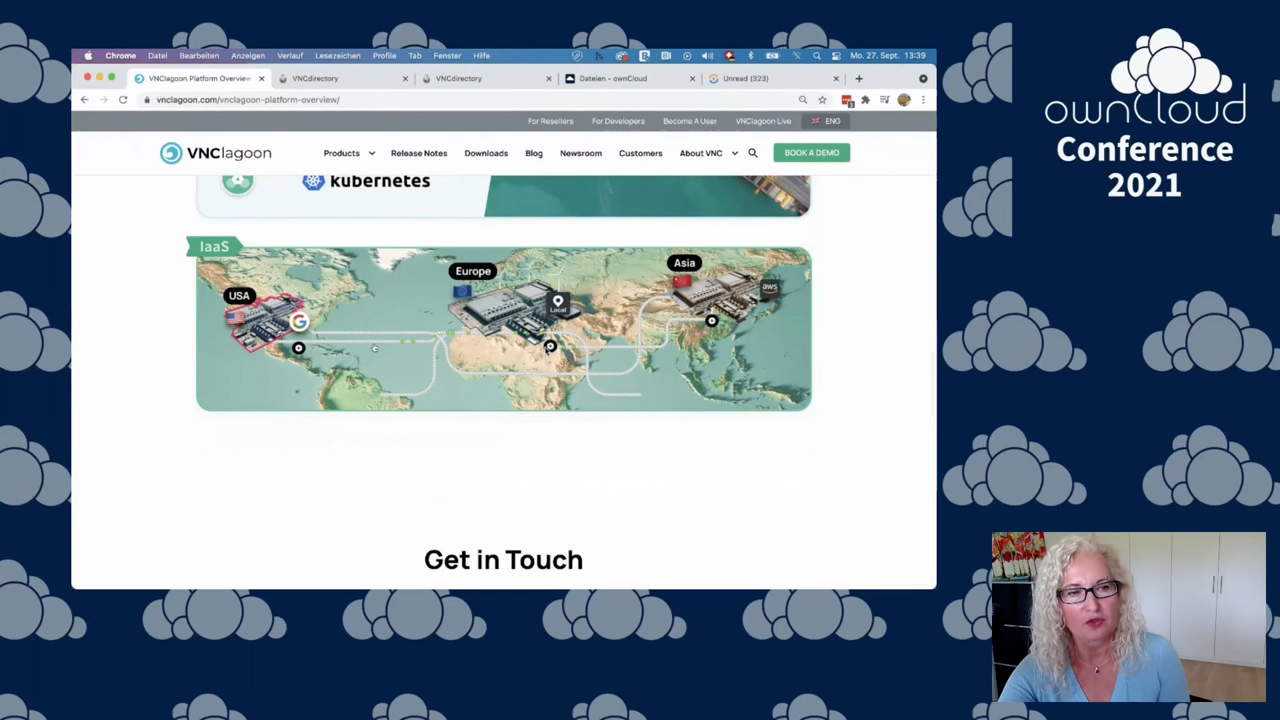 Chrome Datei Bearbeiten Anzeigen Verlauf Lesezeichen Profile Tab Fenster Hilfe Mo. 27. Sept. 13:39
VNClagoon Platform Overview VNCdirectory VNCdirectory Dateien - ownCloud Unread (323)
vnclagoon.com/vnclagoon-platform-overview/
For Resellers For Developers Become A User VNClagoon Live ENG
VNClagoon Products Release Notes Downloads Blog Newsroom Customers About VNC BOOK A DEMO
kubernetes
IaaS
Asia
Europe
aws
USA
Local
G
Get in Touch
ownCloud
Conference
2021